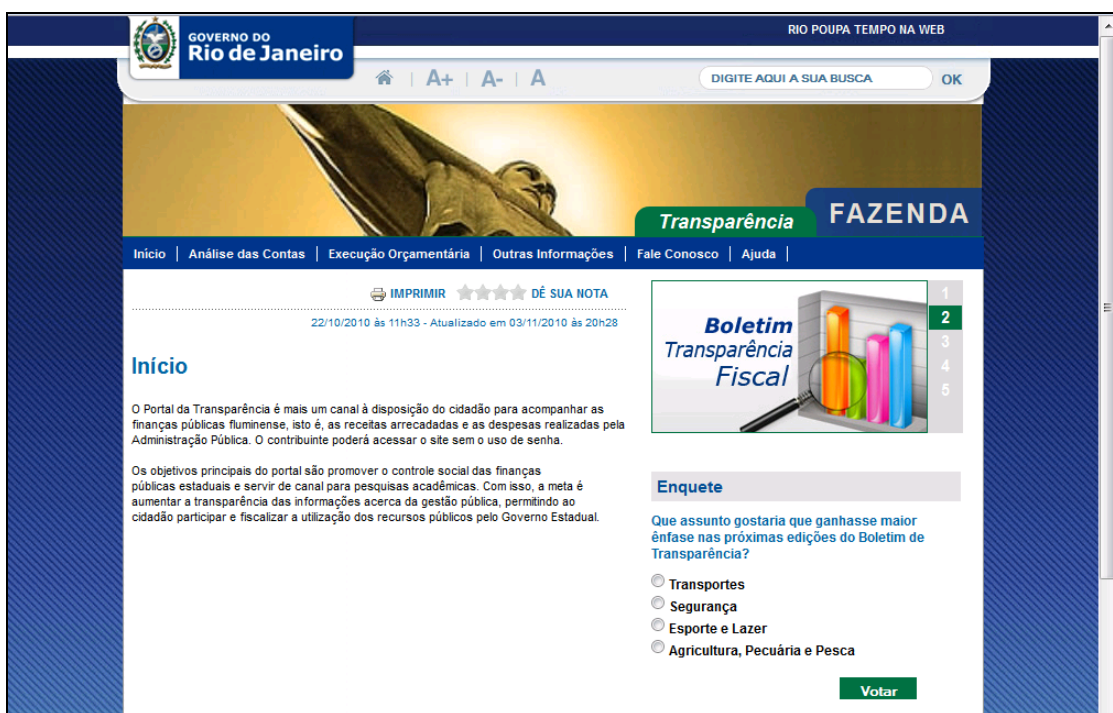 GOVERNO DO
Rio de Janeiro
RIO POUPA TEMPO NA WEB
A+ | A- | A
DIGITE AQUI A SUA BUSCA OK
Transparência FAZENDA
Início | Análise das Contas | Execução Orçamentária | Outras Informações | Fale Conosco | Ajuda |
IMPRIMIR DÊ SUA NOTA
22/10/2010 às 11h33 - Atualizado em 03/11/2010 às 20h28
Início
O Portal da Transparência é mais um canal à disposição do cidadão para acompanhar as
finanças públicas fluminense, isto é, as receitas arrecadadas e as despesas realizadas pela
Administração Pública. O contribuinte poderá acessar o site sem o uso de senha.
Os objetivos principais do portal são promover o controle social das finanças
públicas estaduais e servir de canal para pesquisas acadêmicas. Com isso, a meta é
aumentar a transparência das informações acerca da gestão pública, permitindo ao
cidadão participar e fiscalizar a utilização dos recursos públicos pelo Governo Estadual.
Boletim
Transparência
Fiscal
1
2
3
4
5
Enquete
Que assunto gostaria que ganhasse maior
ênfase nas próximas edições do Boletim de
Transparência?
Transportes
Segurança
Esporte e Lazer
Agricultura, Pecuária e Pesca
Votar